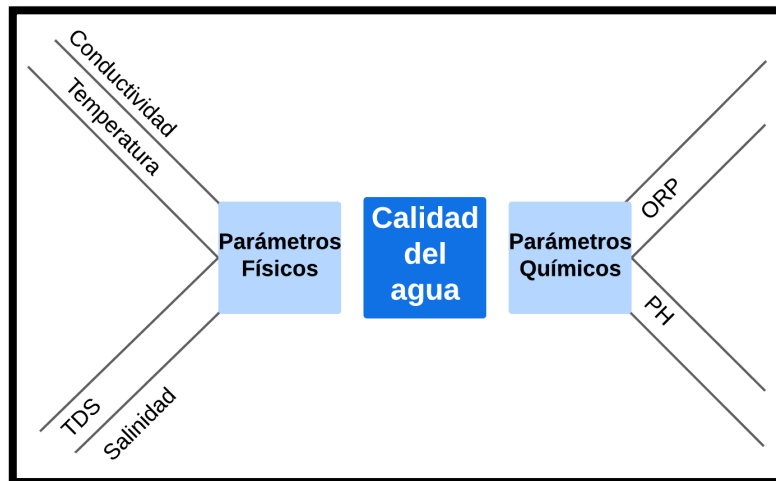 Conductividad
Temperatura
Parámetros
Físicos
TDS
Salinidad
Calidad
del
agua
Parámetros
Químicos
ORP
PH